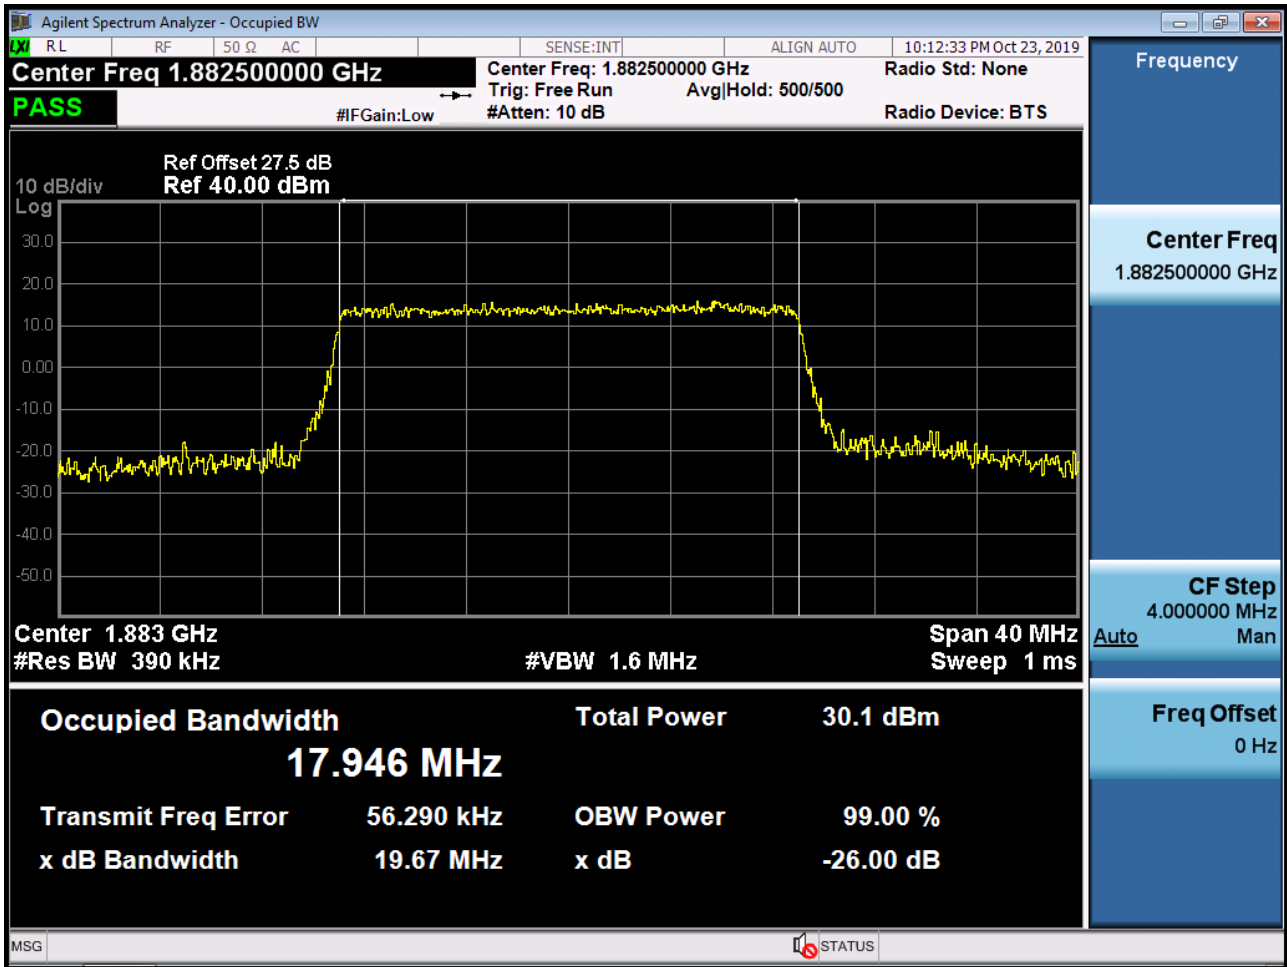 Agilent Spectrum Analyzer - Occupied BW
LXI RL RF 50 Ω AC SENSE:INT ALIGN AUTO 10:12:33 PM Oct 23, 2019
Center Freq 1.882500000 GHz
Center Freq: 1.882500000 GHz
Radio Std: None
Trig: Free Run Avg|Hold: 500/500
PASS
#IFGain:Low
#Atten: 10 dB
Radio Device: BTS
Ref Offset 27.5 dB
10 dB/div Ref 40.00 dBm
Log
30.0
20.0
10.0
0.00
-10.0
-20.0
-30.0
-40.0
-50.0
Center 1.883 GHz Span 40 MHz
#Res BW 390 kHz #VBW 1.6 MHz Sweep 1 ms
Occupied Bandwidth Total Power 30.1 dBm
17.946 MHz
Transmit Freq Error 56.290 kHz OBW Power 99.00 %
x dB Bandwidth 19.67 MHz x dB -26.00 dB
Frequency
Center Freq
1.882500000 GHz
CF Step
4.000000 MHz
Auto Man
Freq Offset
0 Hz
MSG STATUS